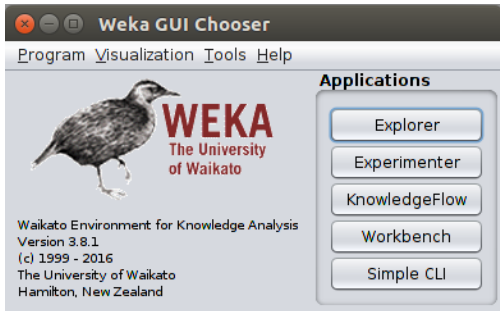 Weka GUI Chooser
Program Visualization Tools Help
WEKA
The University
of Waikato
Waikato Environment for Knowledge Analysis
Version 3.8.1
(c) 1999 - 2016
The University of Waikato
Hamilton, New Zealand
Applications
Explorer
Experimenter
KnowledgeFlow
Workbench
Simple CLI